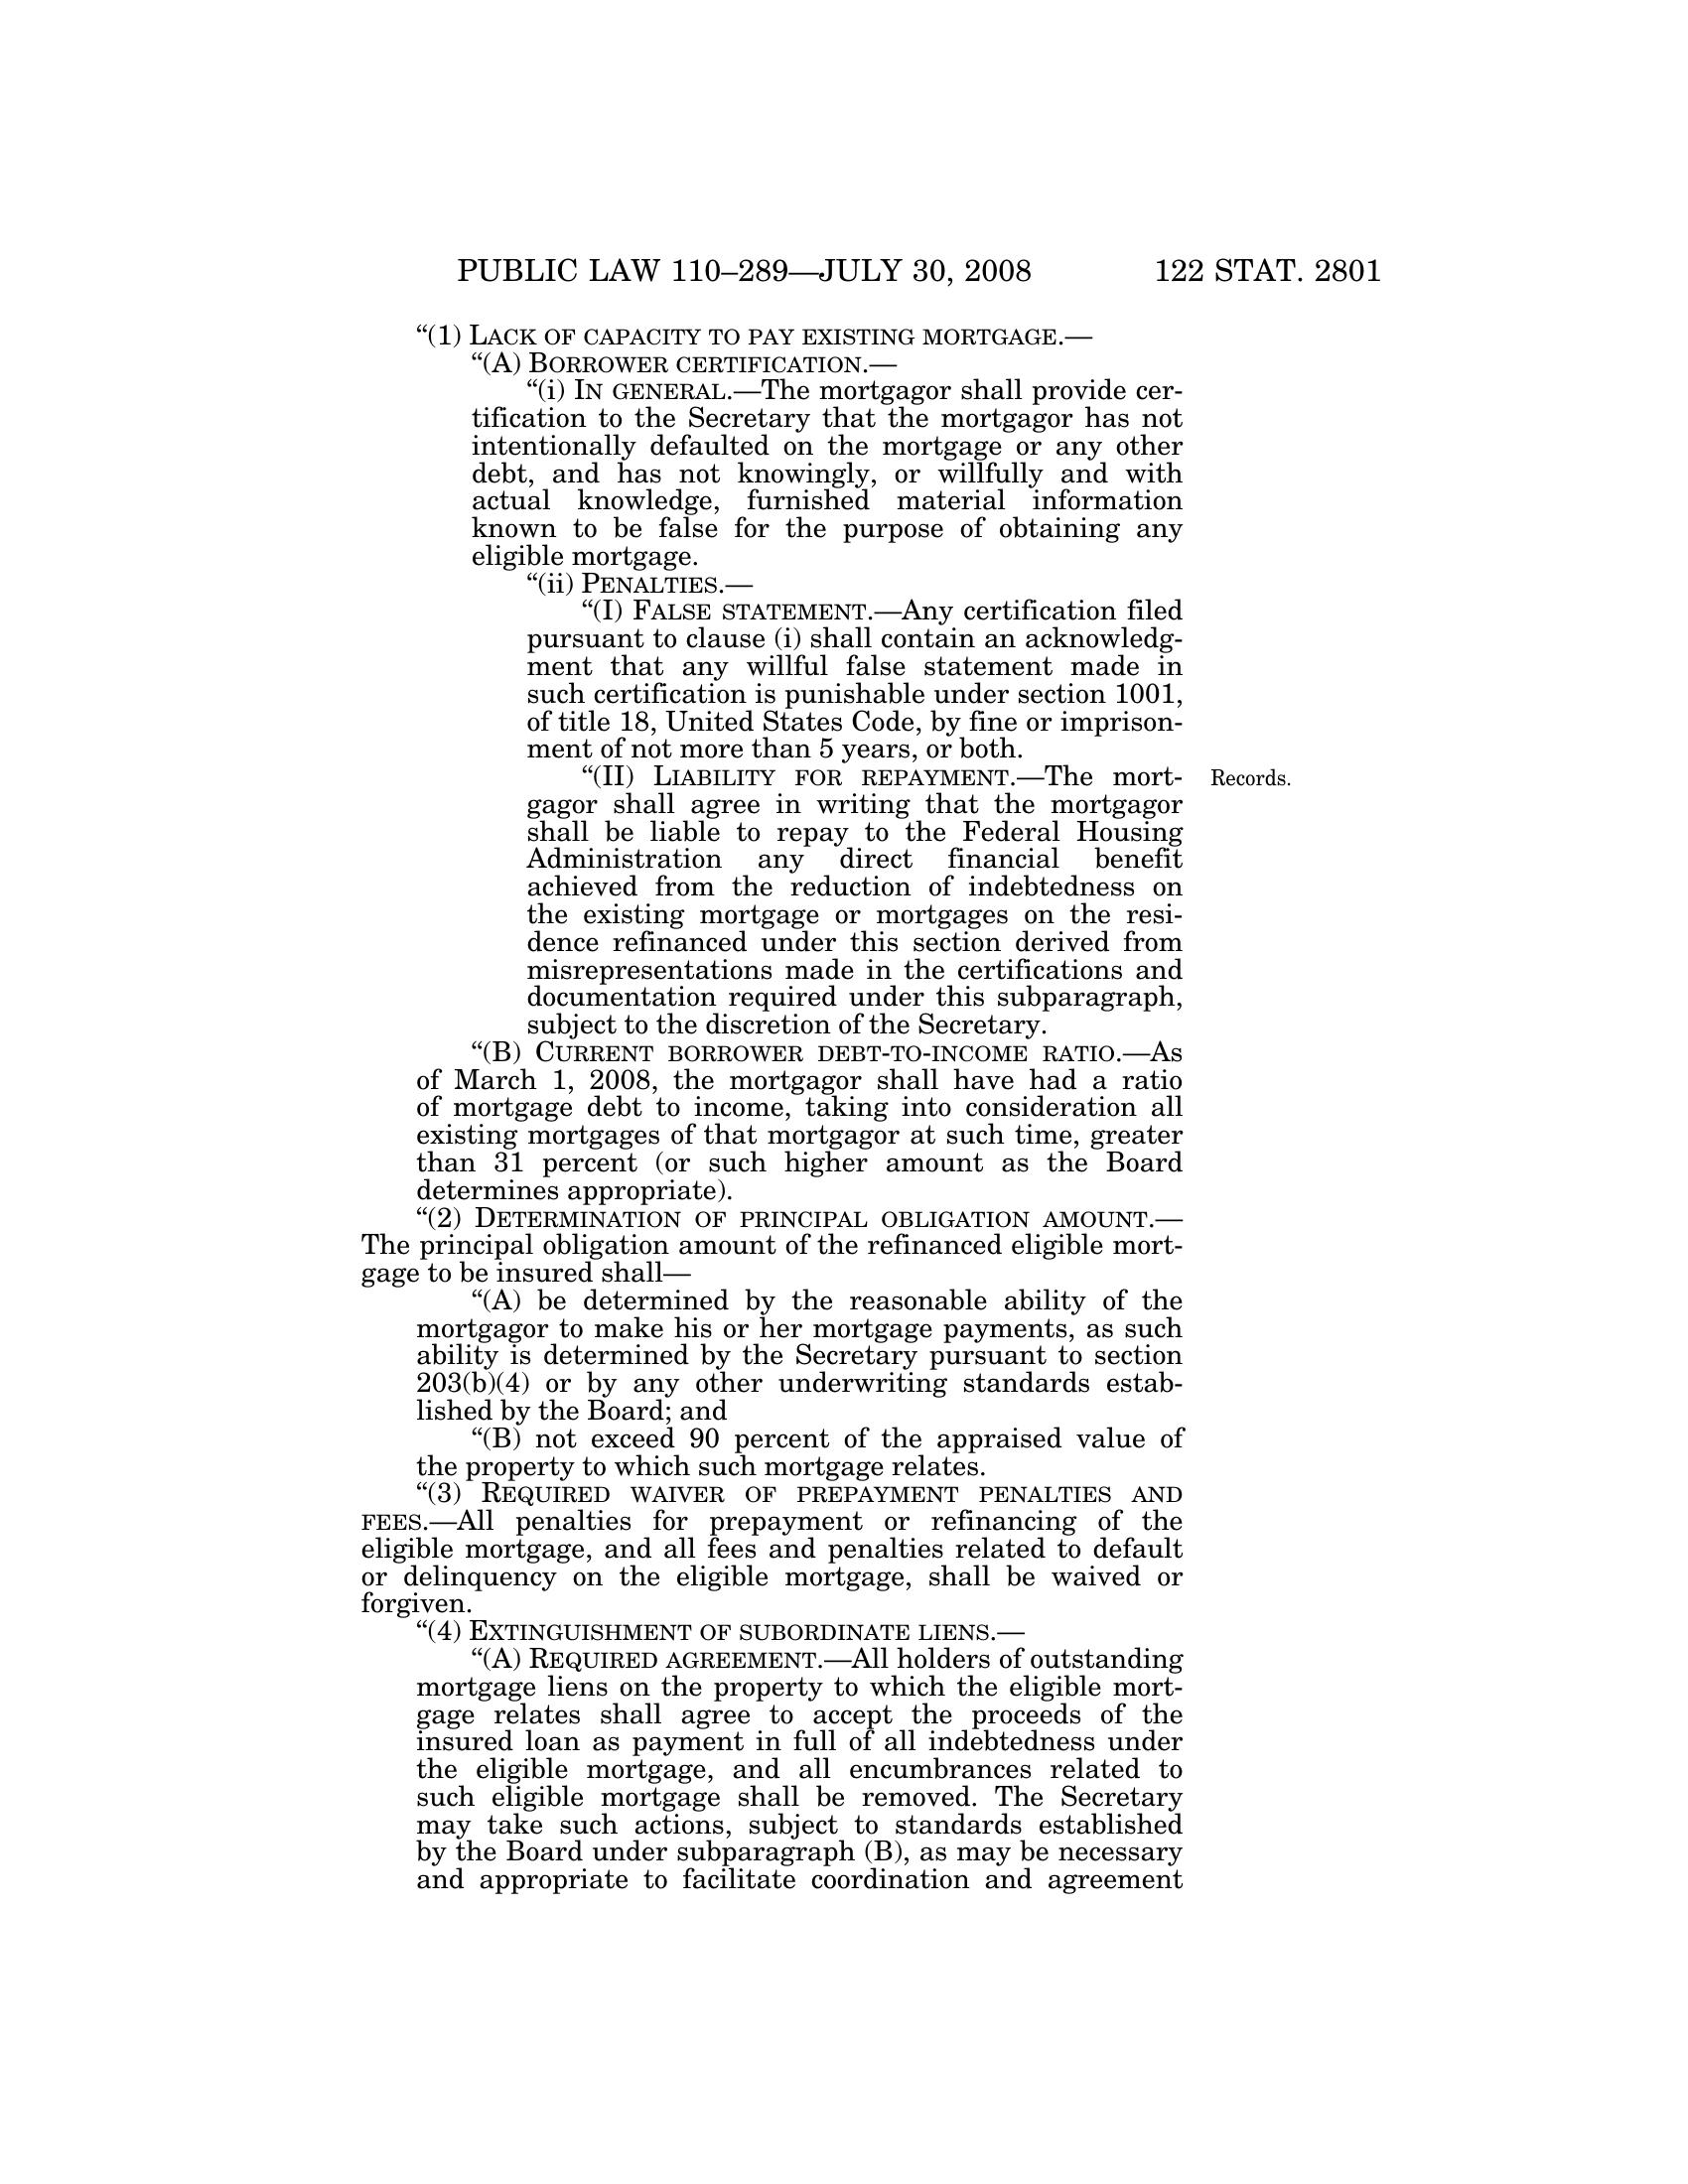 PUBLIC LAW 110–289—JULY 30, 2008 122 STAT. 2801
“(1) LACK OF CAPACITY TO PAY EXISTING MORTGAGE.—
“(A) BORROWER CERTIFICATION.—
“(i) IN GENERAL.—The mortgagor shall provide cer-
tification to the Secretary that the mortgagor has not
intentionally defaulted on the mortgage or any other
debt, and has not knowingly, or willfully and with
actual knowledge, furnished material information
known to be false for the purpose of obtaining any
eligible mortgage.
“(ii) PENALTIES.—
“(I) FALSE STATEMENT.—Any certification filed
pursuant to clause (i) shall contain an acknowledg-
ment that any willful false statement made in
such certification is punishable under section 1001,
of title 18, United States Code, by fine or imprison-
ment of not more than 5 years, or both.
“(II) LIABILITY FOR REPAYMENT.—The mort- Records.
gagor shall agree in writing that the mortgagor
shall be liable to repay to the Federal Housing
Administration any direct financial benefit
achieved from the reduction of indebtedness on
the existing mortgage or mortgages on the resi-
dence refinanced under this section derived from
misrepresentations made in the certifications and
documentation required under this subparagraph,
subject to the discretion of the Secretary.
“(B) CURRENT BORROWER DEBT-TO-INCOME RATIO.—As
of March 1, 2008, the mortgagor shall have had a ratio
of mortgage debt to income, taking into consideration all
existing mortgages of that mortgagor at such time, greater
than 31 percent (or such higher amount as the Board
determines appropriate).
“(2) DETERMINATION OF PRINCIPAL OBLIGATION AMOUNT.—
The principal obligation amount of the refinanced eligible mort-
gage to be insured shall—
“(A) be determined by the reasonable ability of the
mortgagor to make his or her mortgage payments, as such
ability is determined by the Secretary pursuant to section
203(b)(4) or by any other underwriting standards estab-
lished by the Board; and
“(B) not exceed 90 percent of the appraised value of
the property to which such mortgage relates.
“(3) REQUIRED WAIVER OF PREPAYMENT PENALTIES AND
FEES.—All penalties for prepayment or refinancing of the
eligible mortgage, and all fees and penalties related to default
or delinquency on the eligible mortgage, shall be waived or
forgiven.
“(4) EXTINGUISHMENT OF SUBORDINATE LIENS.—
“(A) REQUIRED AGREEMENT.—All holders of outstanding
mortgage liens on the property to which the eligible mort-
gage relates shall agree to accept the proceeds of the
insured loan as payment in full of all indebtedness under
the eligible mortgage, and all encumbrances related to
such eligible mortgage shall be removed. The Secretary
may take such actions, subject to standards established
by the Board under subparagraph (B), as may be necessary
and appropriate to facilitate coordination and agreement